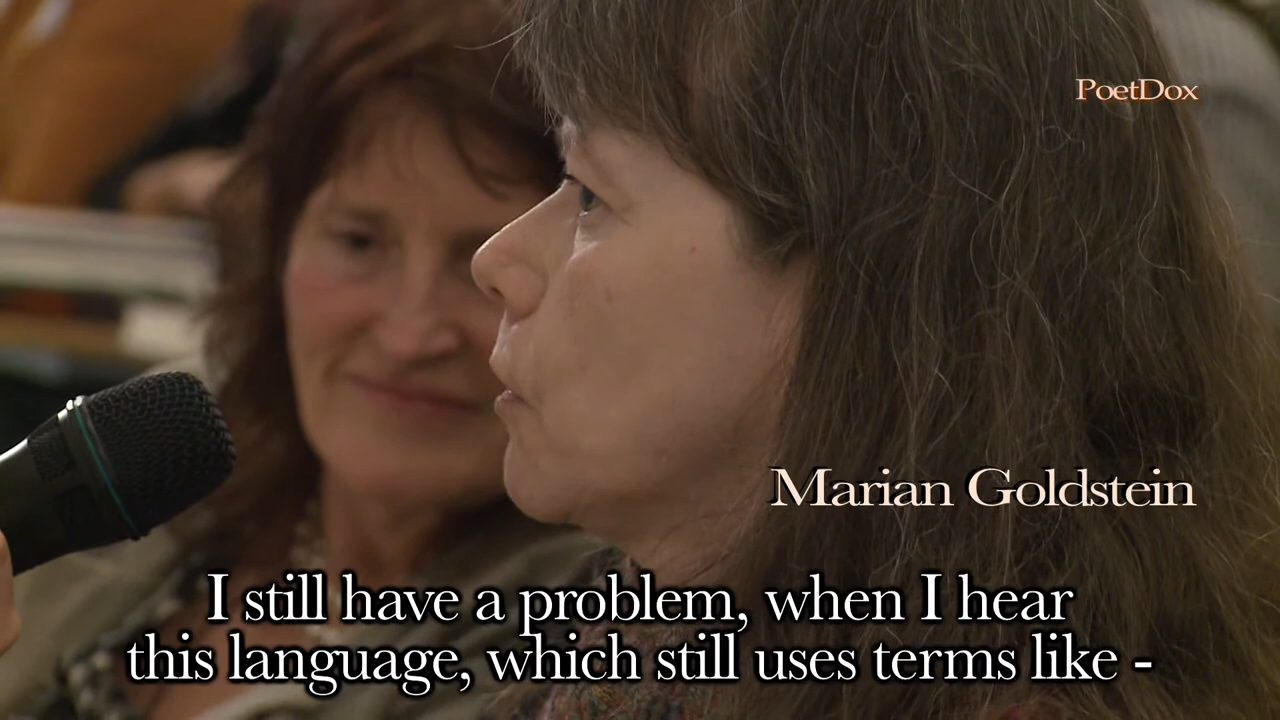 PoetDox
Marian Goldstein
I still have a problem, when I hear
this language, which still uses terms like -